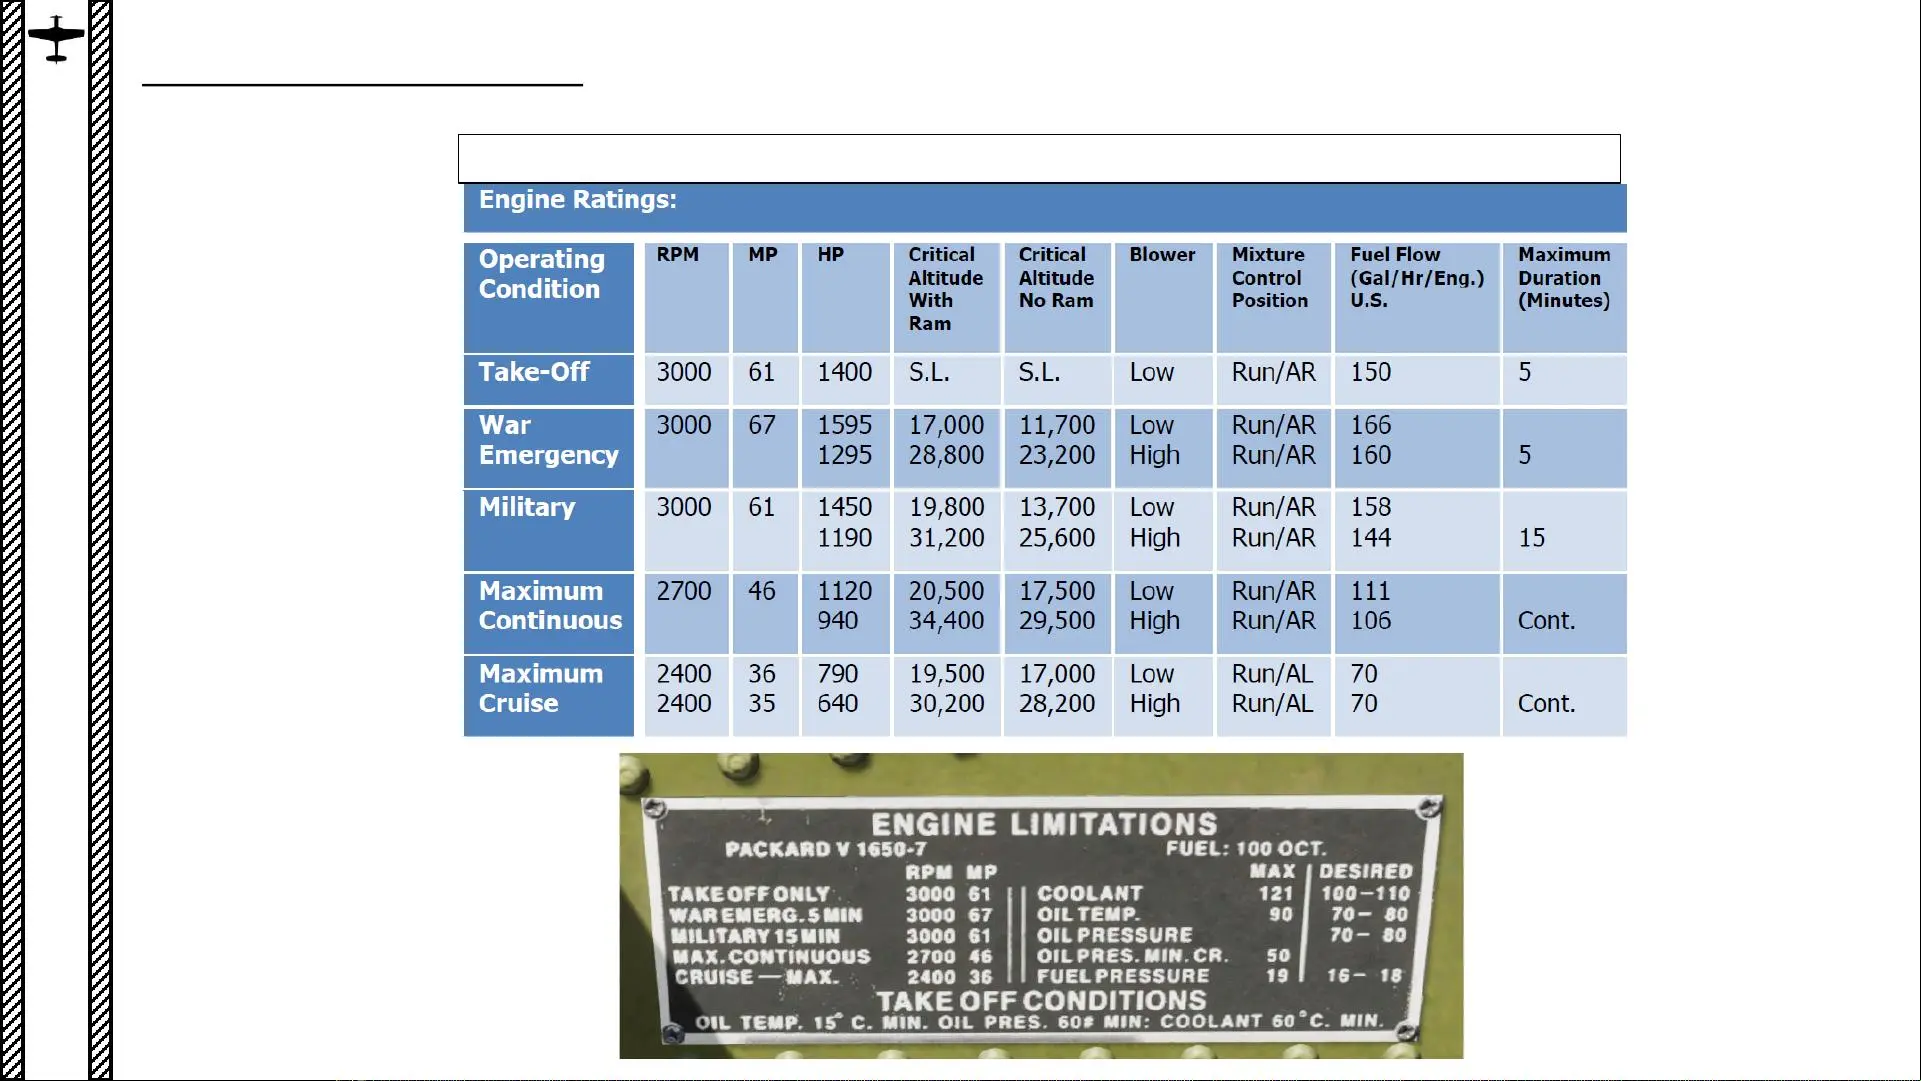 Engine Ratings:
Operating Condition RPM MP HP Critical Altitude With Ram Critical Altitude No Ram Blower Mixture Control Position Fuel Flow (Gal/Hr/Eng.) U.S. Maximum Duration (Minutes)
Take-Off 3000 61 1400 S.L. S.L. Low Run/AR 150 5
War 3000 67 1595 17,000 11,700 Low Run/AR 166
Emergency 1295 28,800 23,200 High Run/AR 160 5
Military 3000 61 1450 19,800 13,700 Low Run/AR 158
1190 31,200 25,600 High Run/AR 144 15
Maximum 2700 46 1120 20,500 17,500 Low Run/AR 111
Continuous 940 34,400 29,500 High Run/AR 106 Cont.
Maximum 2400 36 790 19,500 17,000 Low Run/AL 70
Cruise 2400 35 640 30,200 28,200 High Run/AL 70 Cont.
ENGINE LIMITATIONS
PACKARD V 1650-7 FUEL: 100 OCT.
RPM MP MAX DESIRED
TAKE OFF ONLY 3000 61 COOLANT 121 100-110
WAR EMERG. 5 MIN 3000 67 OIL TEMP. 90 70- 80
MILITARY 15 MIN 3000 61 OIL PRESSURE 70- 80
MAX. CONTINUOUS 2700 46 OIL PRES. MIN. CR. 50
CRUISE — MAX. 2400 36 FUEL PRESSURE 19 16- 18
TAKE OFF CONDITIONS
OIL TEMP. 15° C. MIN. OIL PRES. 60# MIN: COOLANT 60°C. MIN.